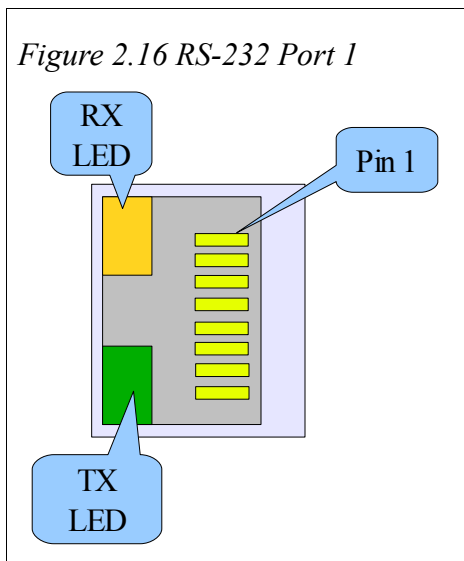 Figure 2.16 RS-232 Port 1
RX
LED
Pin 1
TX
LED